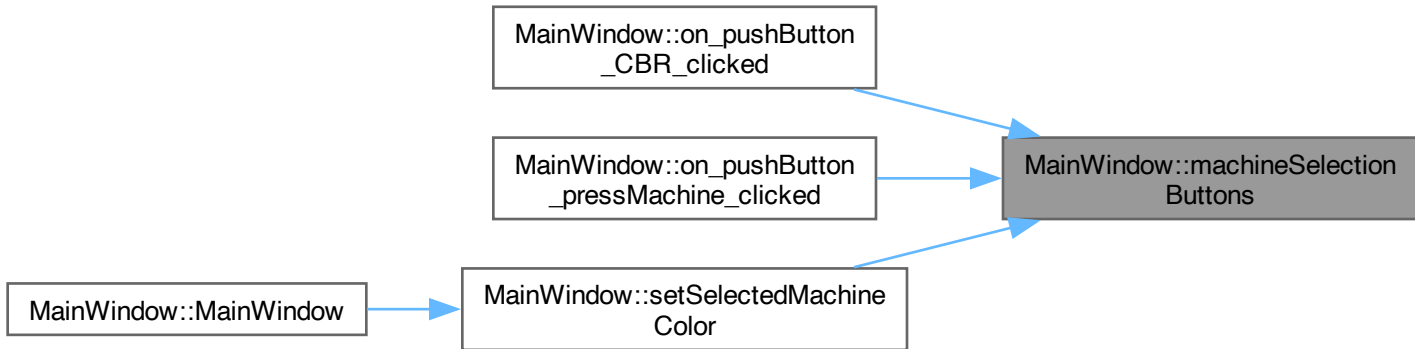 MainWindow::on_pushButton
_CBR_clicked
MainWindow::on_pushButton
_pressMachine_clicked
MainWindow::machineSelection
Buttons
MainWindow::MainWindow
MainWindow::setSelectedMachine
Color